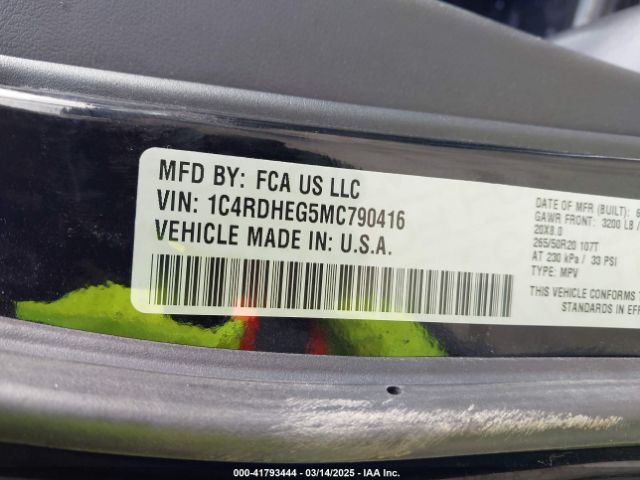 MFD BY: FCA US LLC
VIN: 1C4RDHEG5MC790416
VEHICLE MADE IN: U.S.A.
DATE OF MFR (BUILT): 6
GAWR FRONT: 3200 LB /
20X8.0
265/50R20 107T
AT 230 kPa / 33 PSI
TYPE: MPV
THIS VEHICLE CONFORMS T
STANDARDS IN EFF
000-41793444 - 03/14/2025 - IAA Inc.